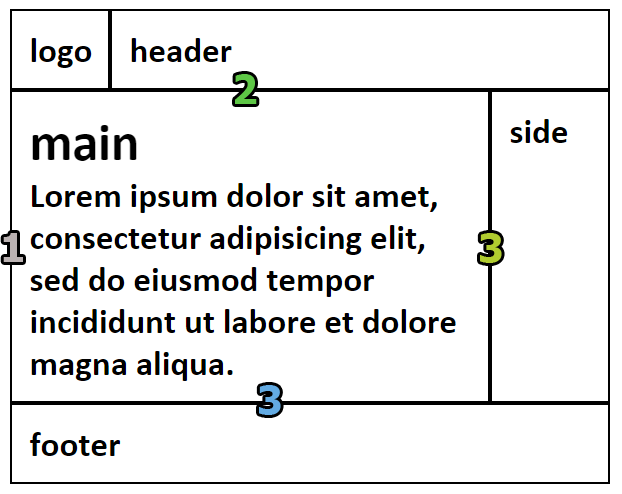 logo
header
2
main
side
Lorem ipsum dolor sit amet,
consectetur adipisicing elit,
1
3
sed do eiusmod tempor
incididunt ut labore et dolore
magna aliqua.
3
footer